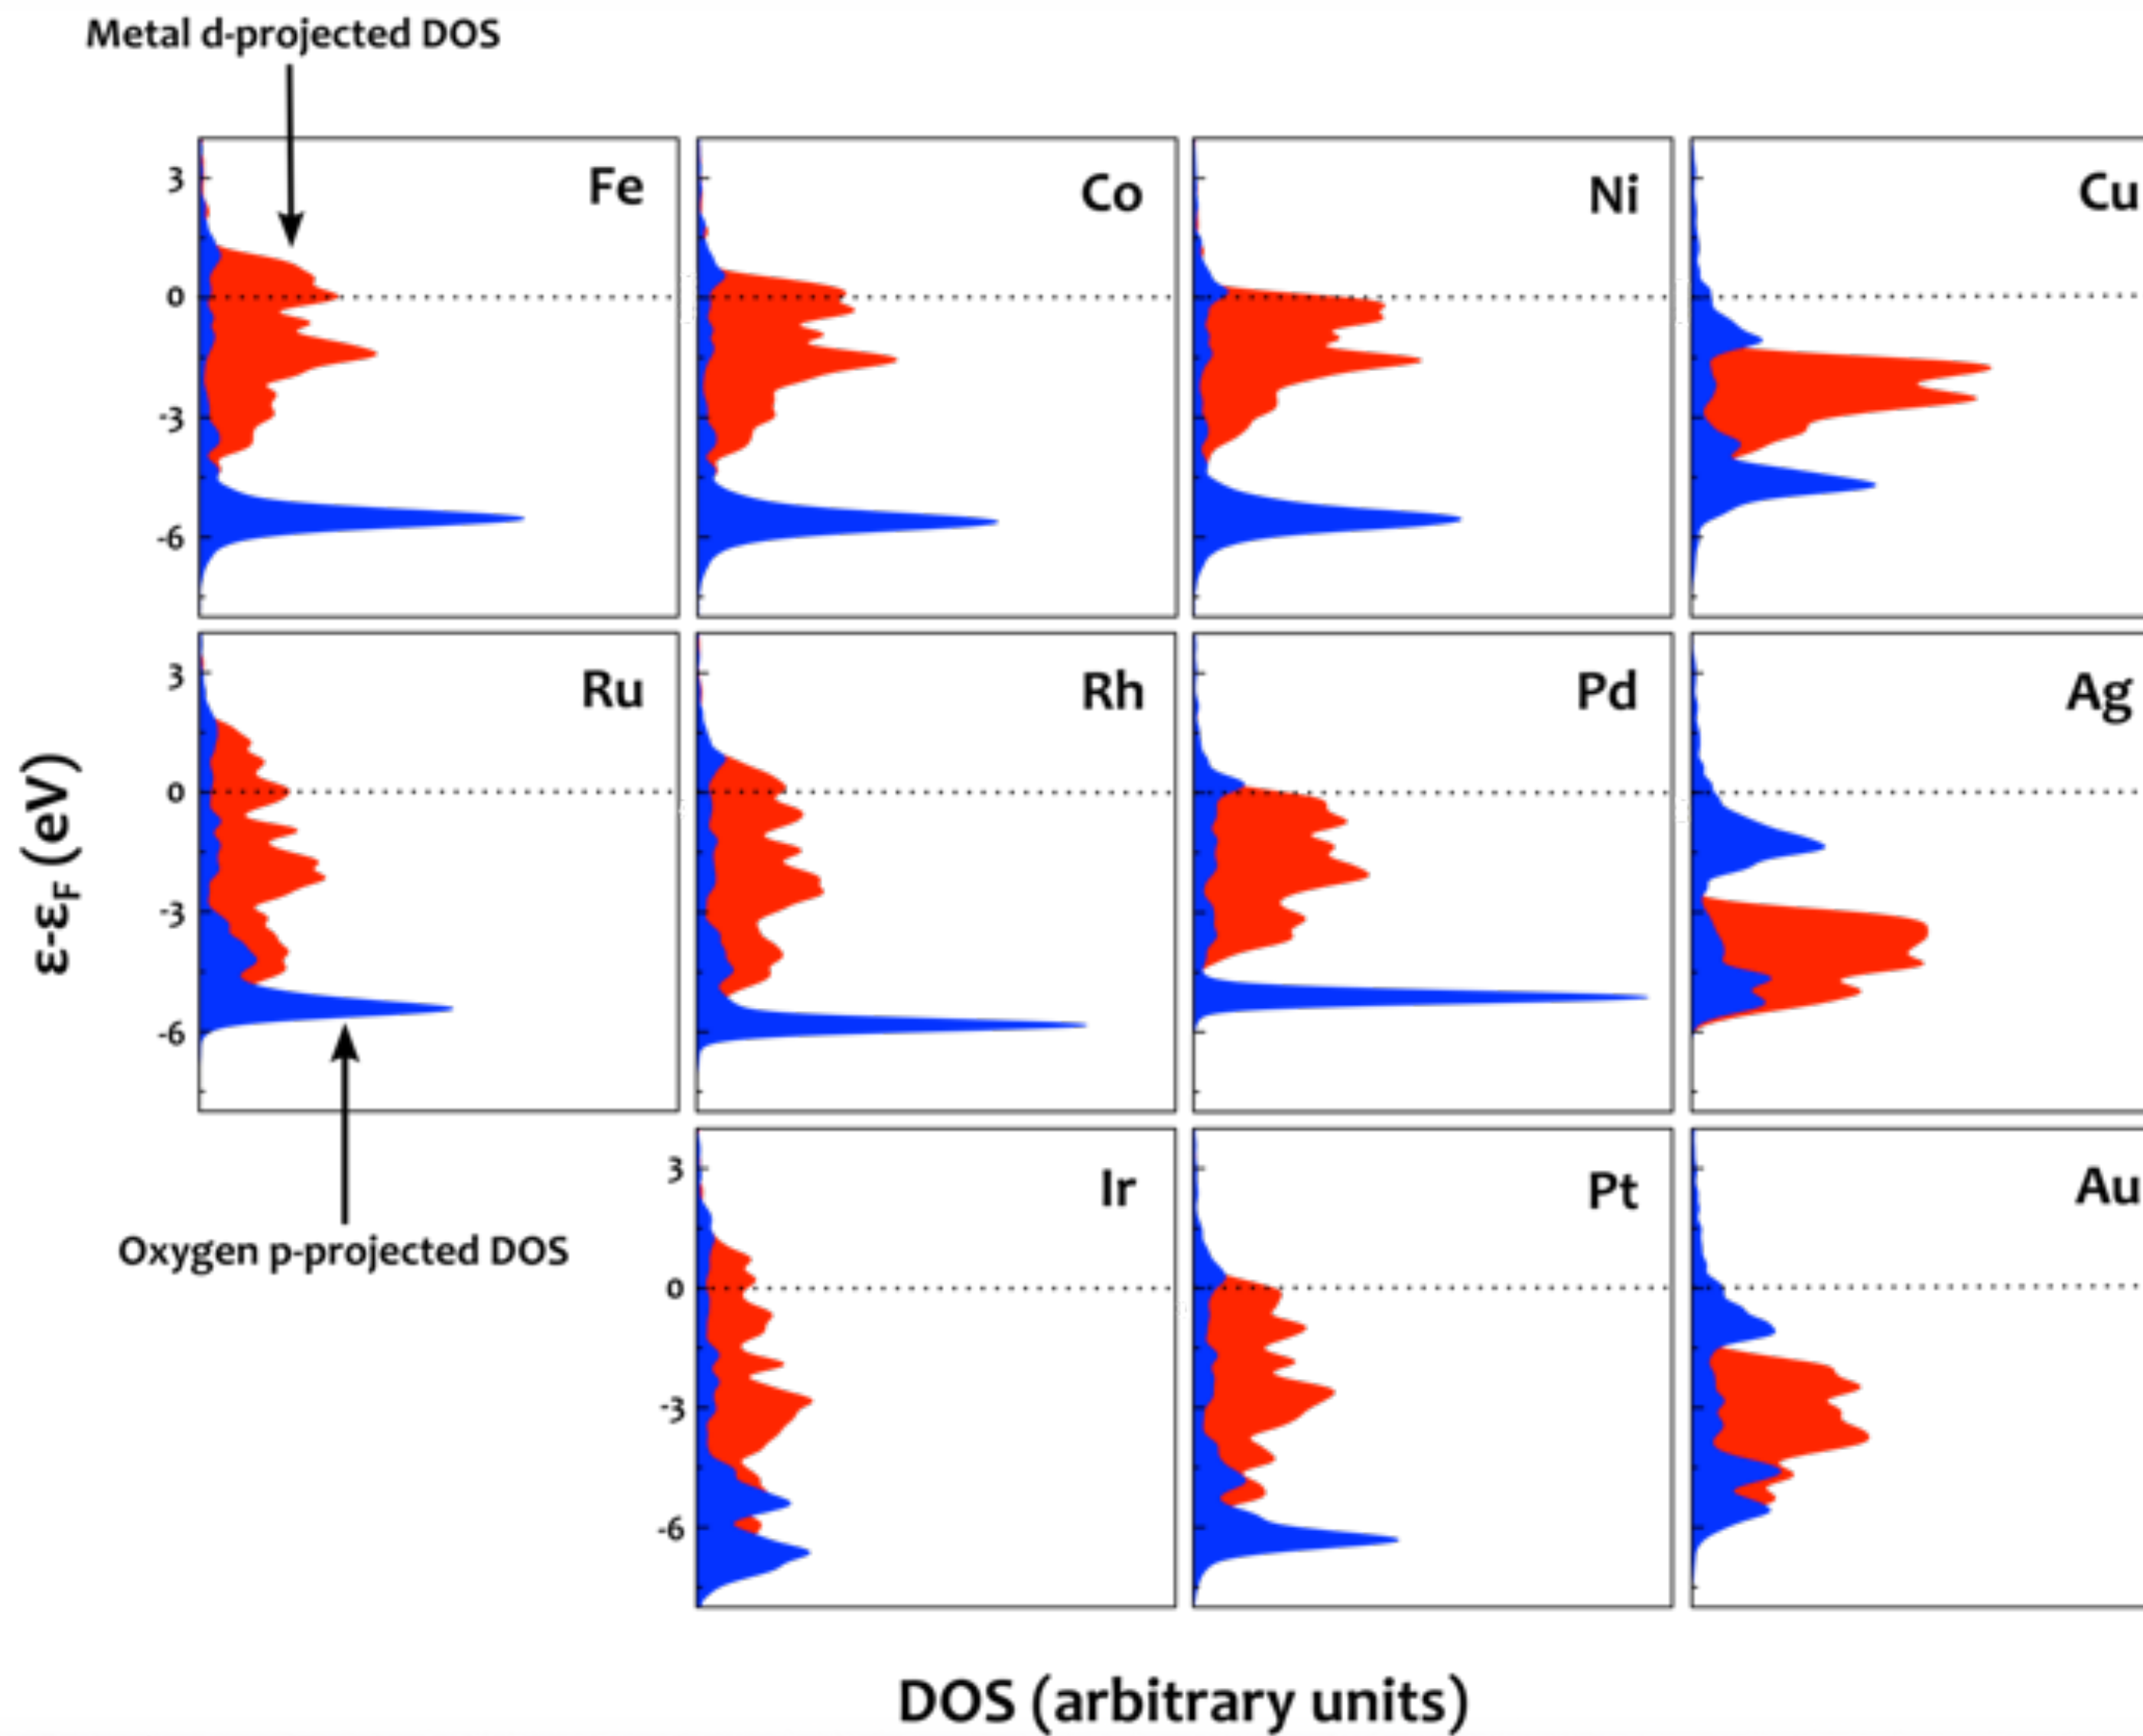 Metal d-projected DOS
Fe
Co
Ni
Cu
3
0
-3
-6
Ru
Rh
Pd
Ag
3
0
-3
-6
ε-εF (eV)
Oxygen p-projected DOS
Ir
Pt
Au
3
0
-3
-6
DOS (arbitrary units)